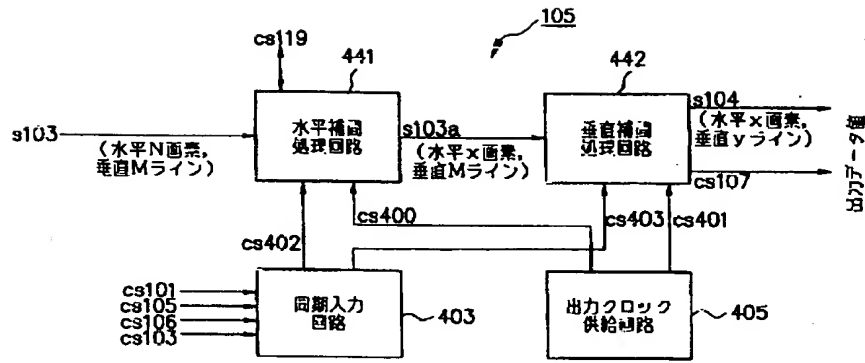 105
cs119
441
442
s103
水平補間
処理回路
s103a
垂直補間
処理回路
s104
(水平N画素,
垂直Mライン)
(水平x画素,
垂直Mライン)
(水平x画素,
垂直yライン)
cs107
出力データ値
cs402
cs400
cs403
cs401
cs101
cs105
cs106
cs103
同期入力
回路
403
出力クロック
供給回路
405